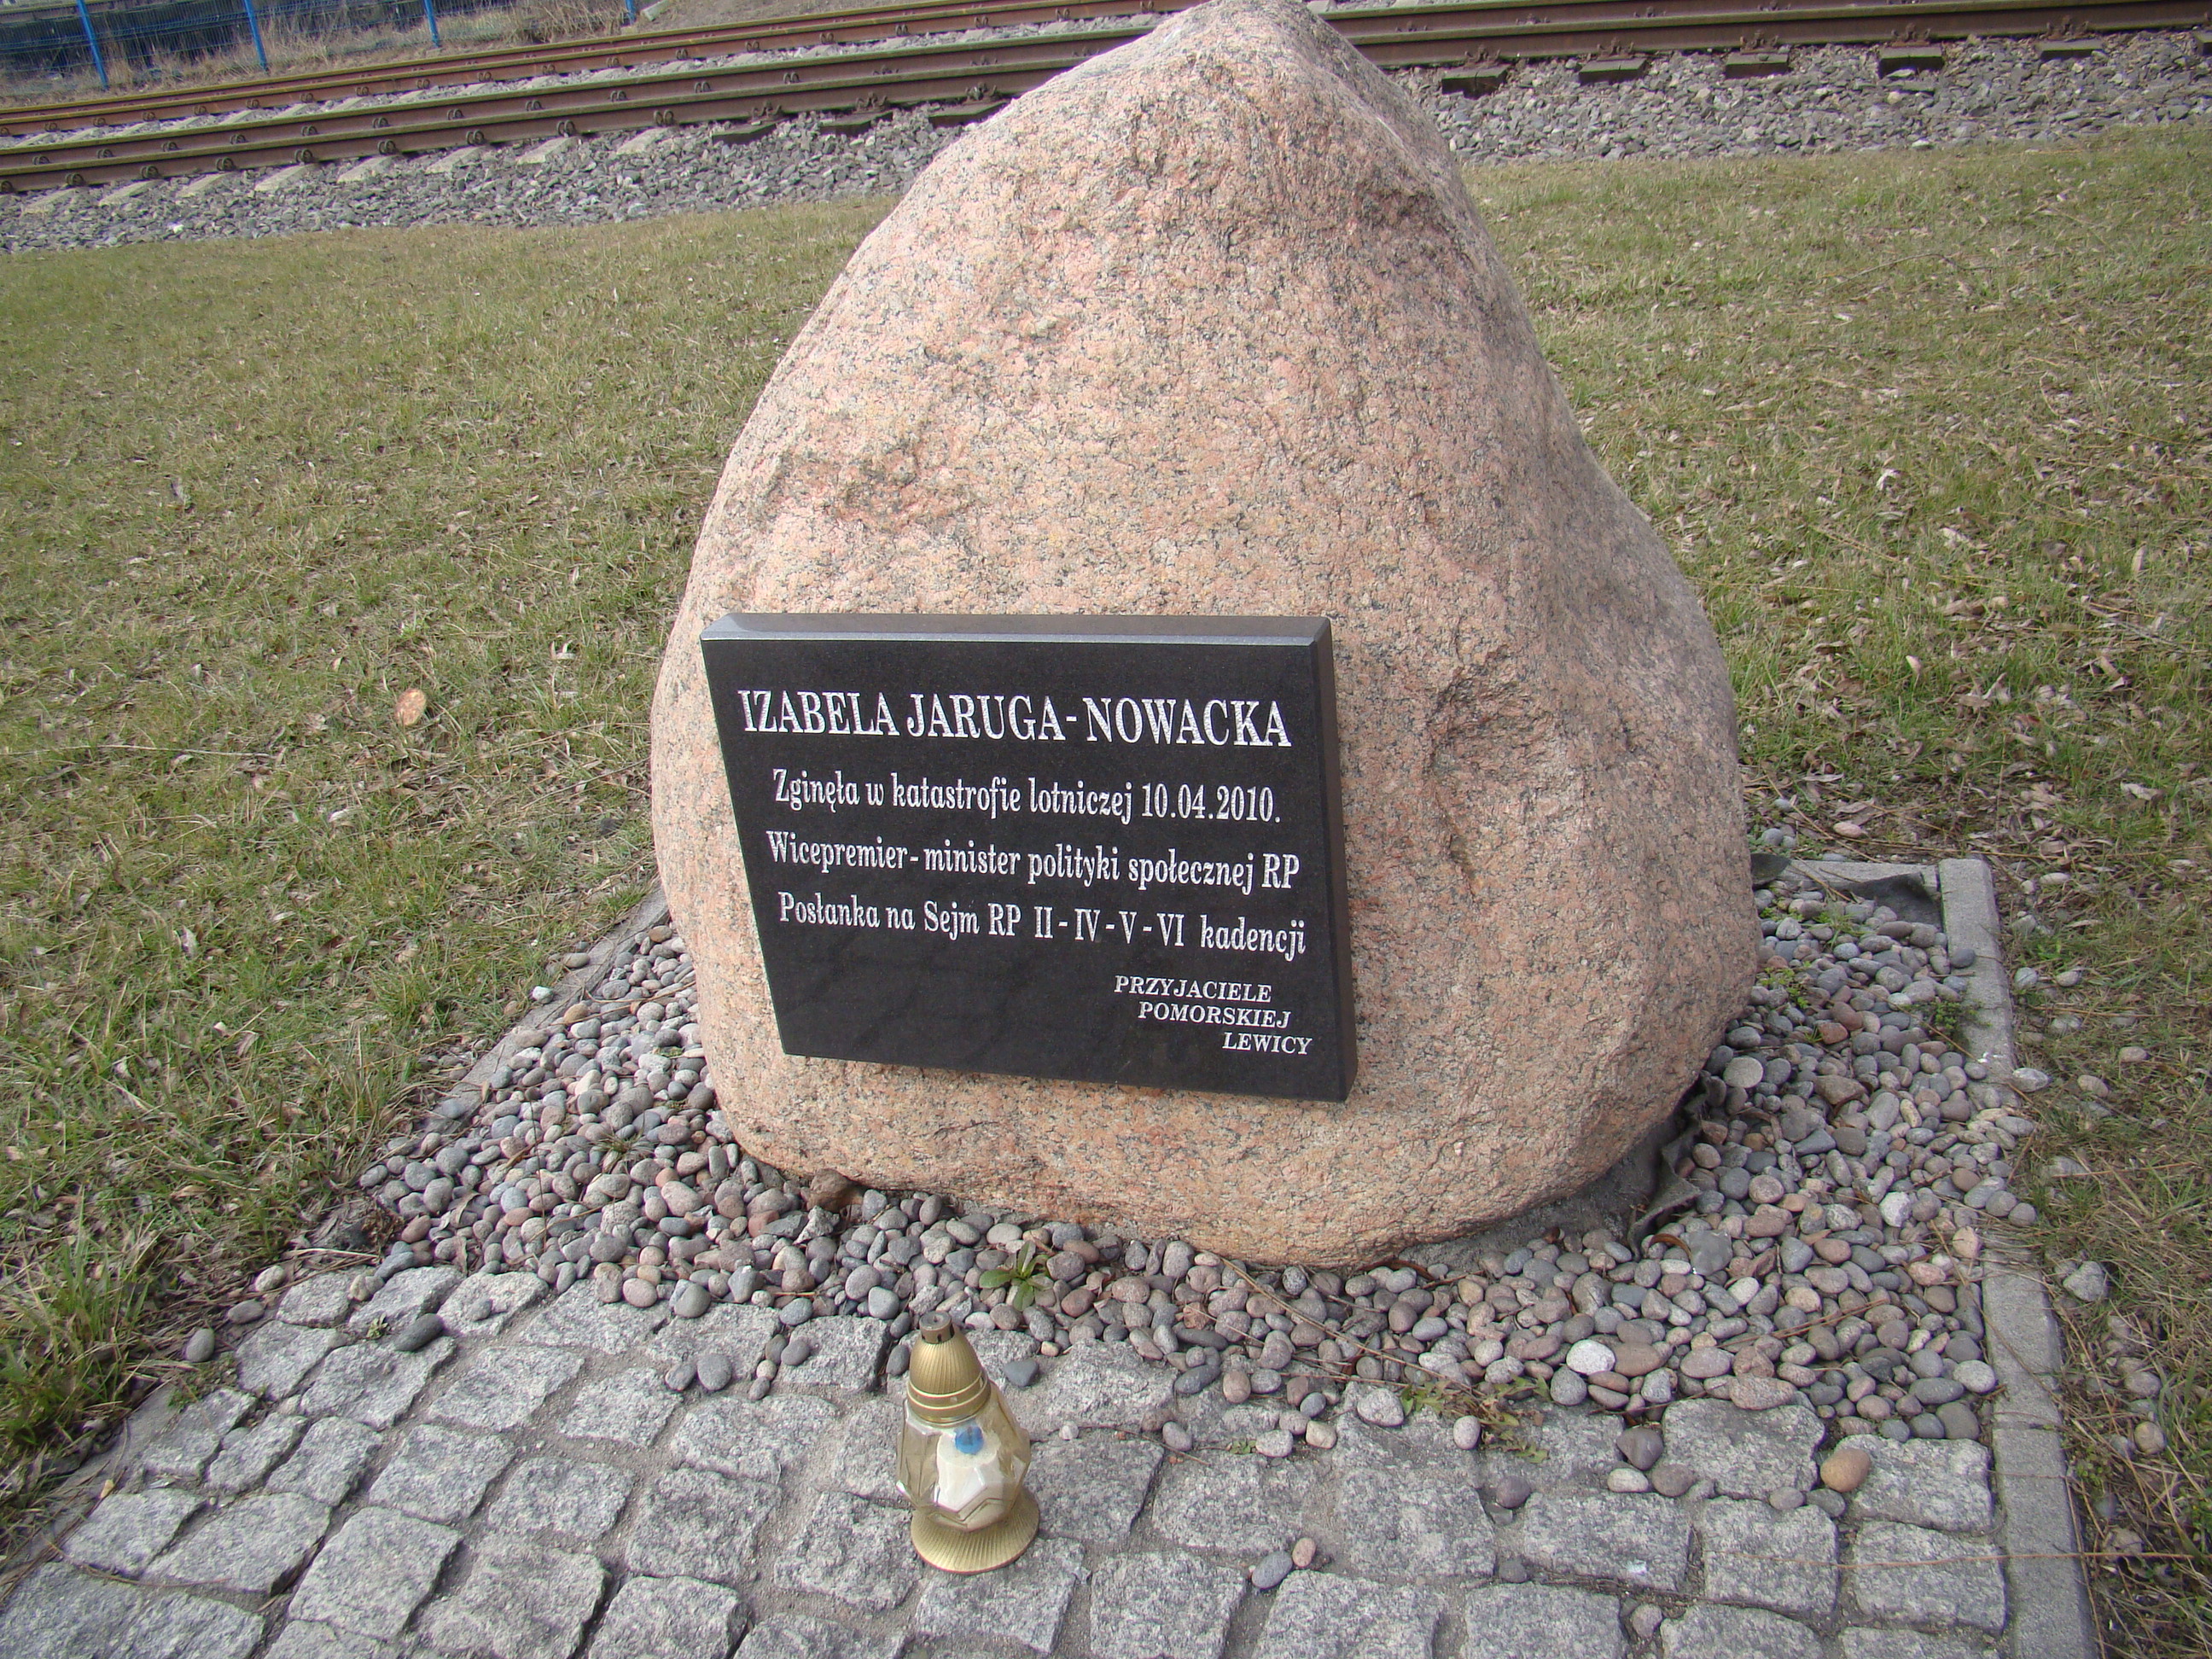 IZABELA JARUGA-NOWACKA
Zginęła w katastrofie lotniczej 10.04.2010.
Wicepremier-minister polityki społecznej RP
Posłanka na Sejm RP II-IV-V-VI kadencji
PRZYJACIELE
POMORSKIEJ
LEWICY